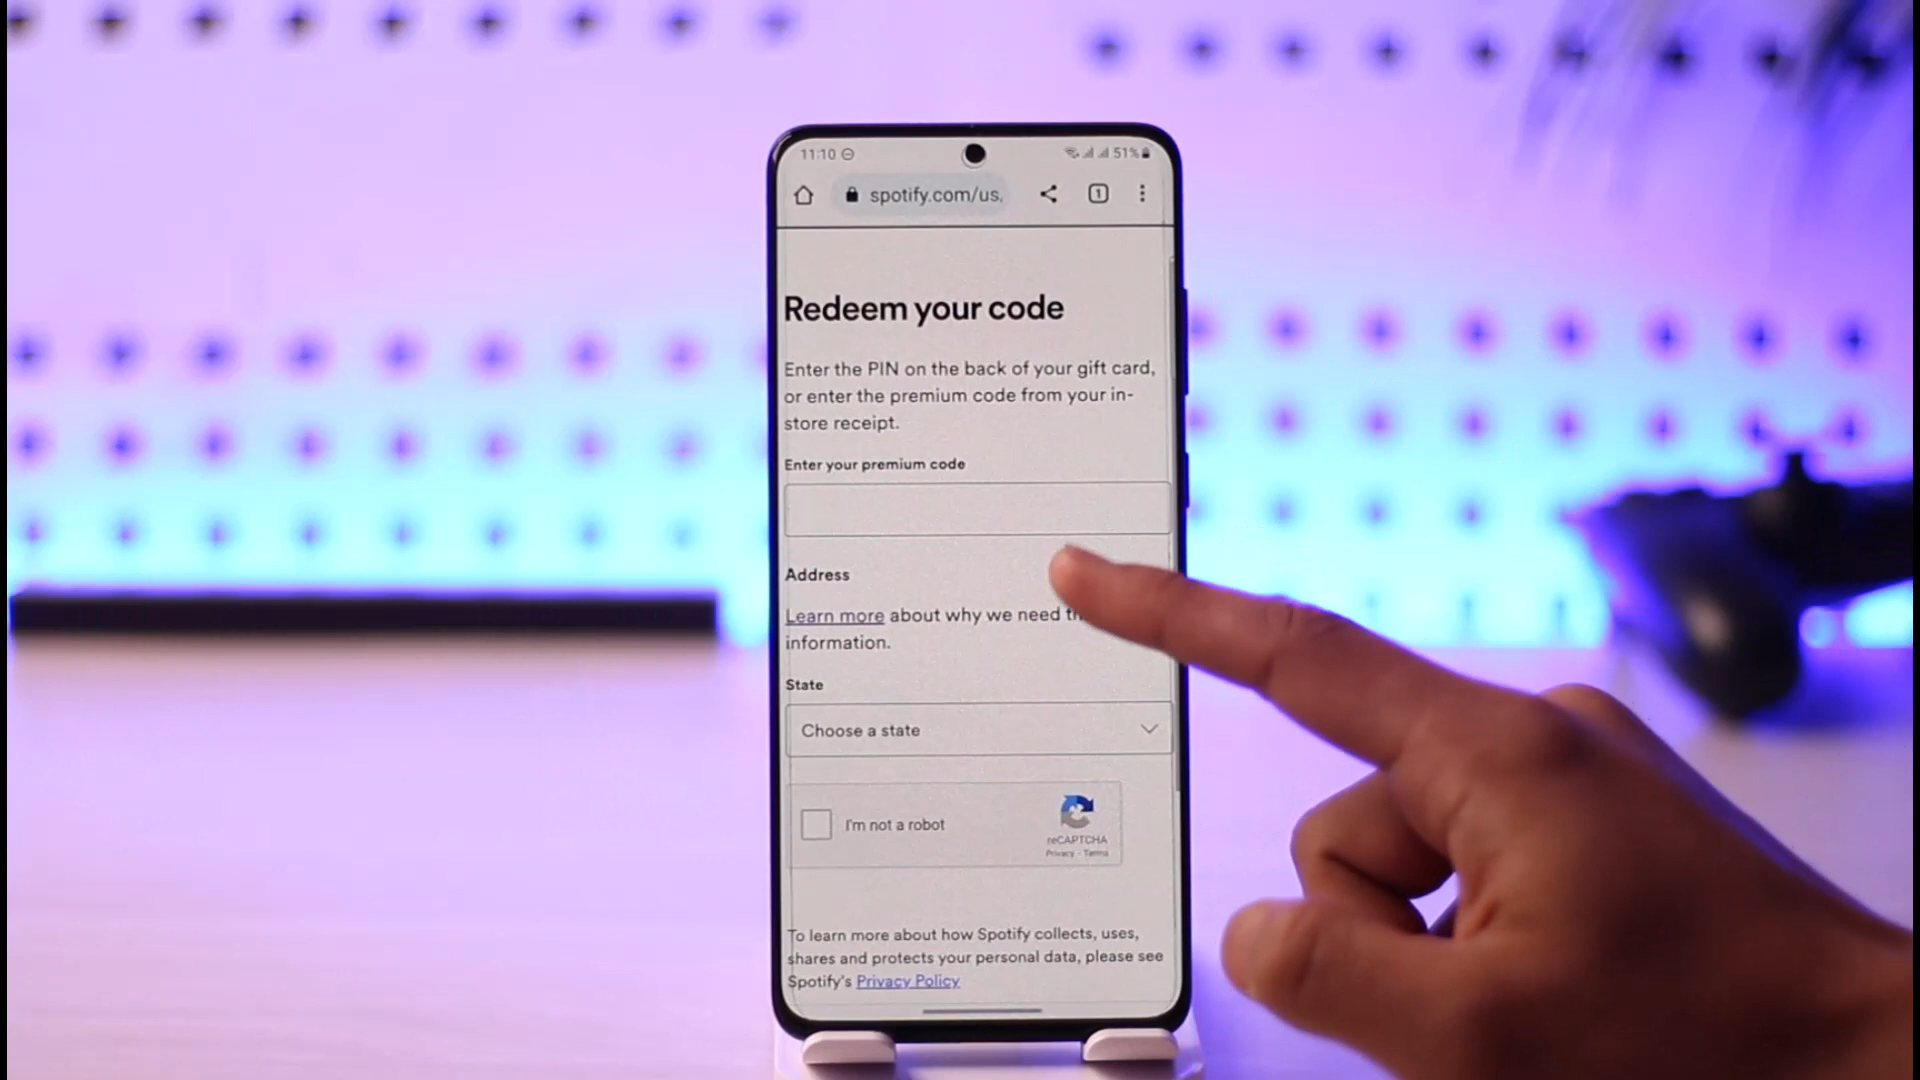 11:10
51%
spotify.com/us.
1
Redeem your code
Enter the PIN on the back of your gift card,
or enter the premium code from your in-
store receipt.
Enter your premium code
Address
Learn more about why we need
information.
State
Choose a state
I'm not a robot
reCAPTCHA
Privacy - Terms
To learn more about how Spotify collects, uses,
shares and protects your personal data, please see
Spotify's Privacy Policy